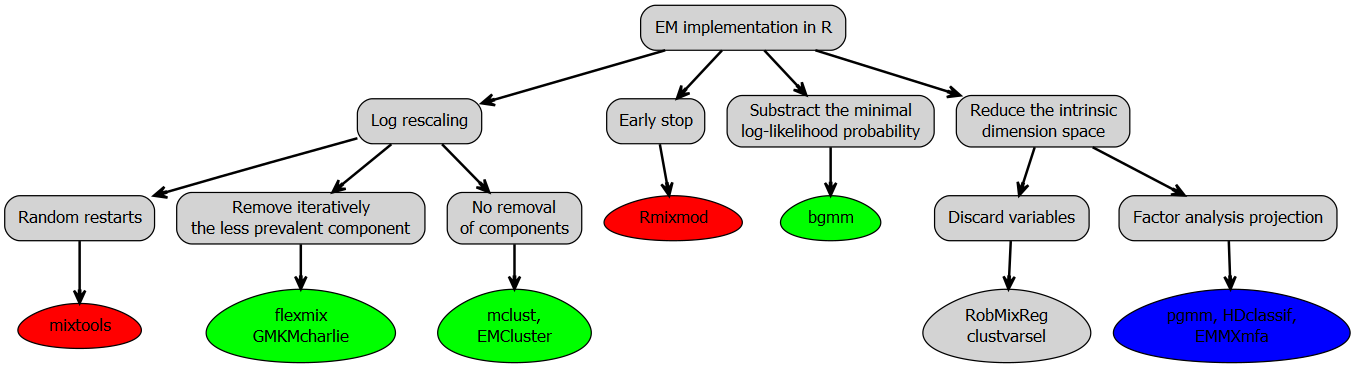 EM implementation in R
Log rescaling
Early stop
Substract the minimal
log-likelihood probability
Reduce the intrinsic
dimension space
Random restarts
Remove iteratively
the less prevalent component
No removal
of components
Rmixmod
bgmm
Discard variables
Factor analysis projection
mixtools
flexmix
GMKMcharlie
mclust,
EMCluster
RobMixReg
clustvarsel
pgmm, HDclassif,
EMMXmfa